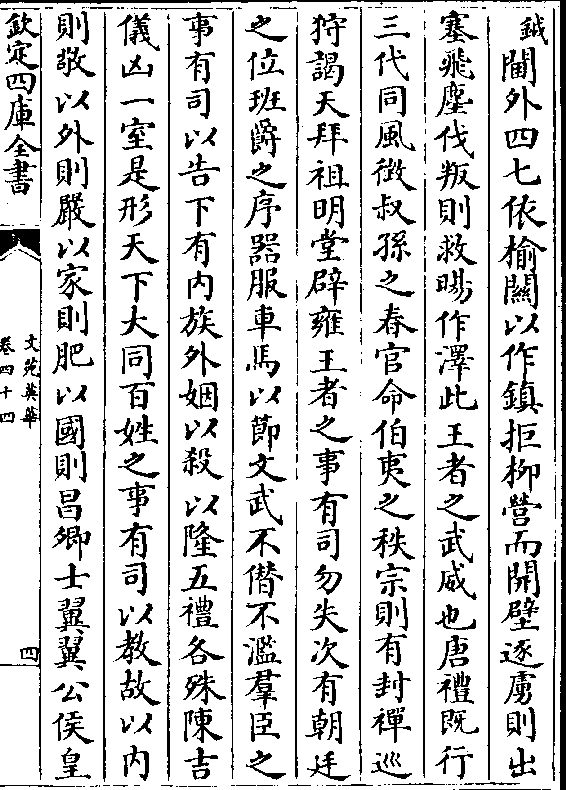 鉞閫外四七依榆關以作鎮拒栁營而開壁逐虜則出
塞飛塵伐叛則救暘作澤此王者之武威也唐禮既行
三代同風徴叔孫之春官命伯夷之秩宗則有封禪巡
狩謁天拜祖明堂辟雍王者之事有司勿失次有朝廷
之位班爵之序器服車馬以節文武不僭不濫羣臣之
事有司以告下有内族外姻以殺以隆五禮各殊陳吉
儀凶一室是形天下大同百姓之事有司以教故以内
則敬以外則嚴以家則肥以國則昌卿士翼翼公侯皇
欽定四庫全書
文苑英華
卷四十四
四